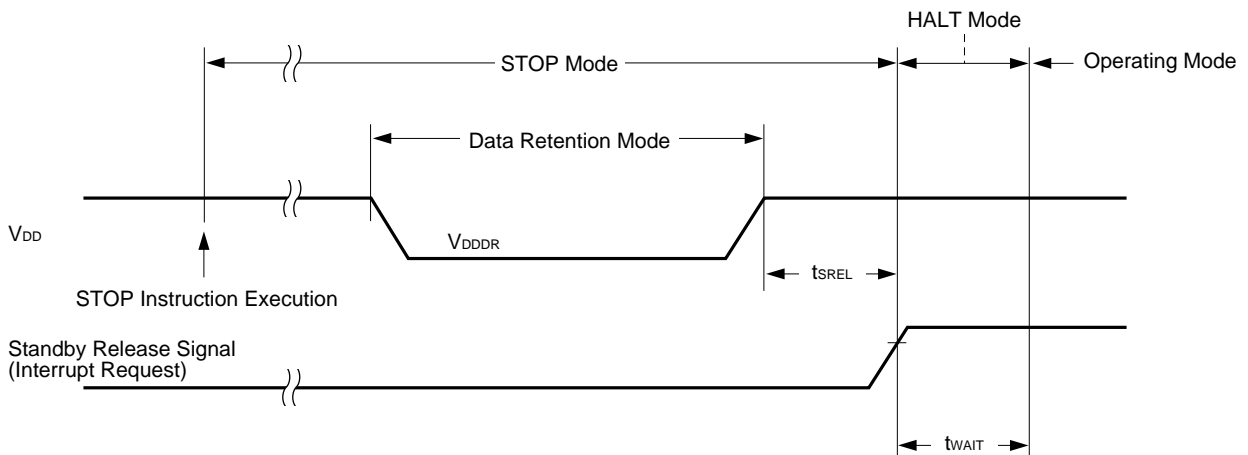 HALT Mode
STOP Mode
Operating Mode
Data Retention Mode
VDD
VDDDR
tSREL
STOP Instruction Execution
Standby Release Signal
(Interrupt Request)
tWAIT